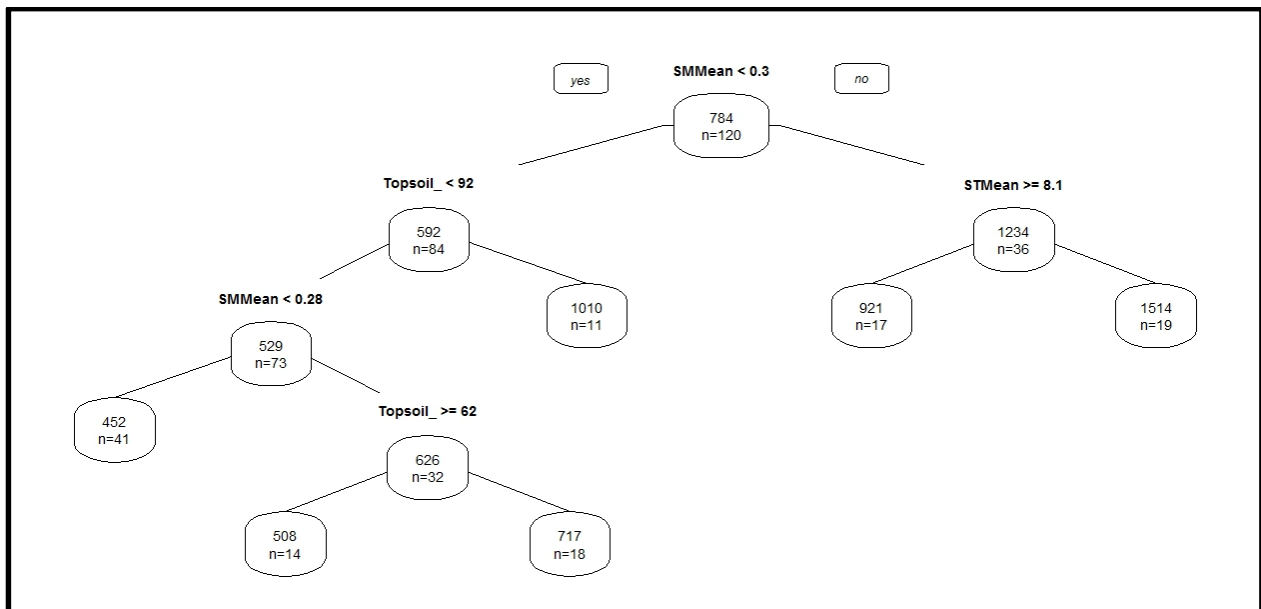 yes
SMMean < 0.3
no
784
n=120
Topsoil_ < 92
STMean >= 8.1
592
n=84
1234
n=36
SMMean < 0.28
1010
n=11
921
n=17
1514
n=19
529
n=73
452
n=41
Topsoil_ >= 62
626
n=32
508
n=14
717
n=18